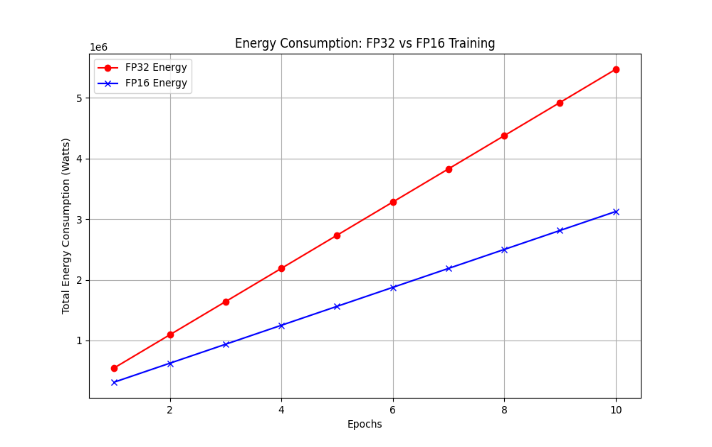 Energy Consumption: FP32 vs FP16 Training
1e6
FP32 Energy
FP16 Energy
5
4
3
2
1
Total Energy Consumption (Watts)
2 4 6 8 10
Epochs